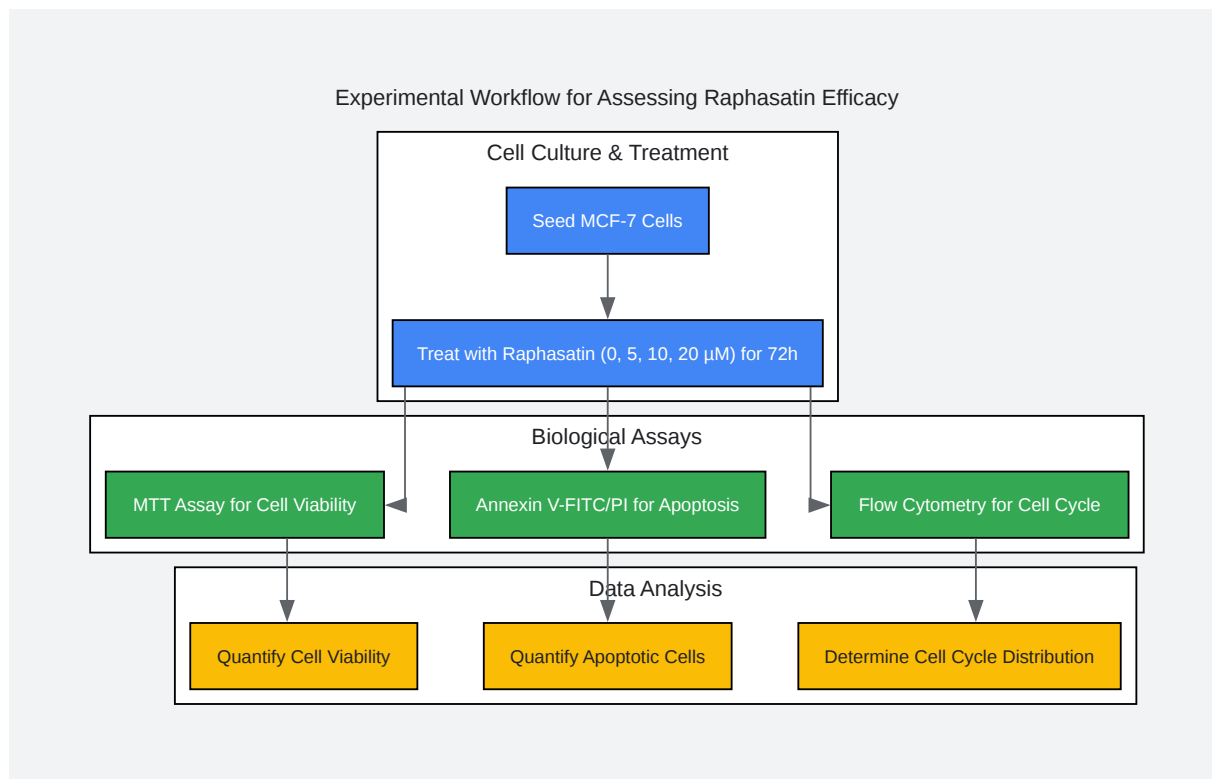 Experimental Workflow for Assessing Raphasatin Efficacy
Cell Culture & Treatment
Seed MCF-7 Cells
Treat with Raphasatin (0, 5, 10, 20 µM) for 72h
Biological Assays
MTT Assay for Cell Viability
Annexin V-FITC/PI for Apoptosis
Flow Cytometry for Cell Cycle
Data Analysis
Quantify Cell Viability
Quantify Apoptotic Cells
Determine Cell Cycle Distribution